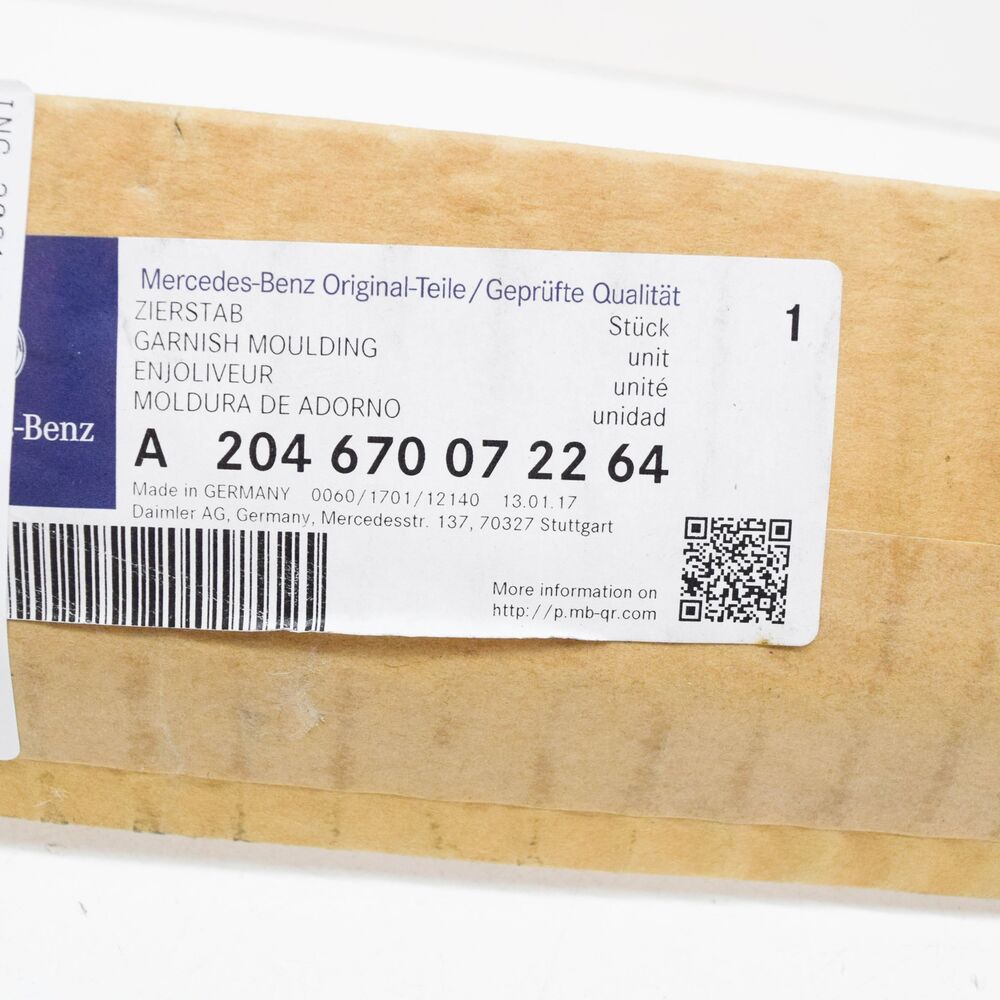 INC
-Benz
Mercedes-Benz Original-Teile/Geprüfte Qualität
1
ZIERSTAB
Stück
GARNISH MOULDING
unit
ENJOLIVEUR
unité
MOLDURA DE ADORNO
unidad
A 204 670 07 22 64
Made in GERMANY 0060/1701/12140 13.01.17
Daimler AG, Germany, Mercedesstr. 137, 70327 Stuttgart
More information on
http://p.mb-qr.com